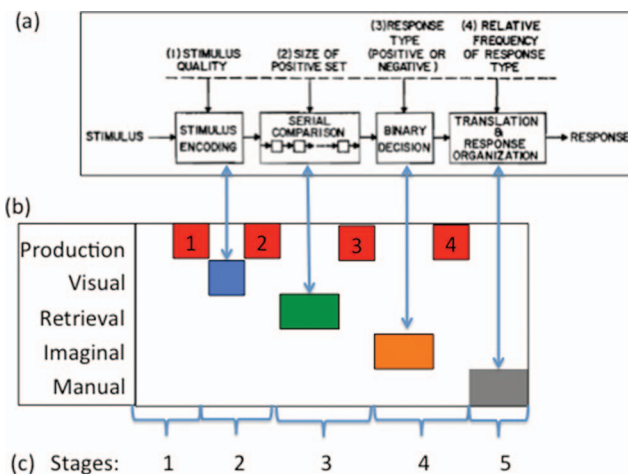 (a)
(1) STIMULUS
QUALITY
(2) SIZE OF
POSITIVE SET
(3) RESPONSE
TYPE
(POSITIVE OR
NEGATIVE)
(4) RELATIVE
FREQUENCY
OF RESPONSE
TYPE
STIMULUS
STIMULUS
ENCODING
SERIAL
COMPARISON
BINARY
DECISION
TRANSLATION
&
RESPONSE
ORGANIZATION
RESPONSE
(b)
Production 1 2 3 4
Visual
Retrieval
Imaginal
Manual
(c) Stages: 1 2 3 4 5